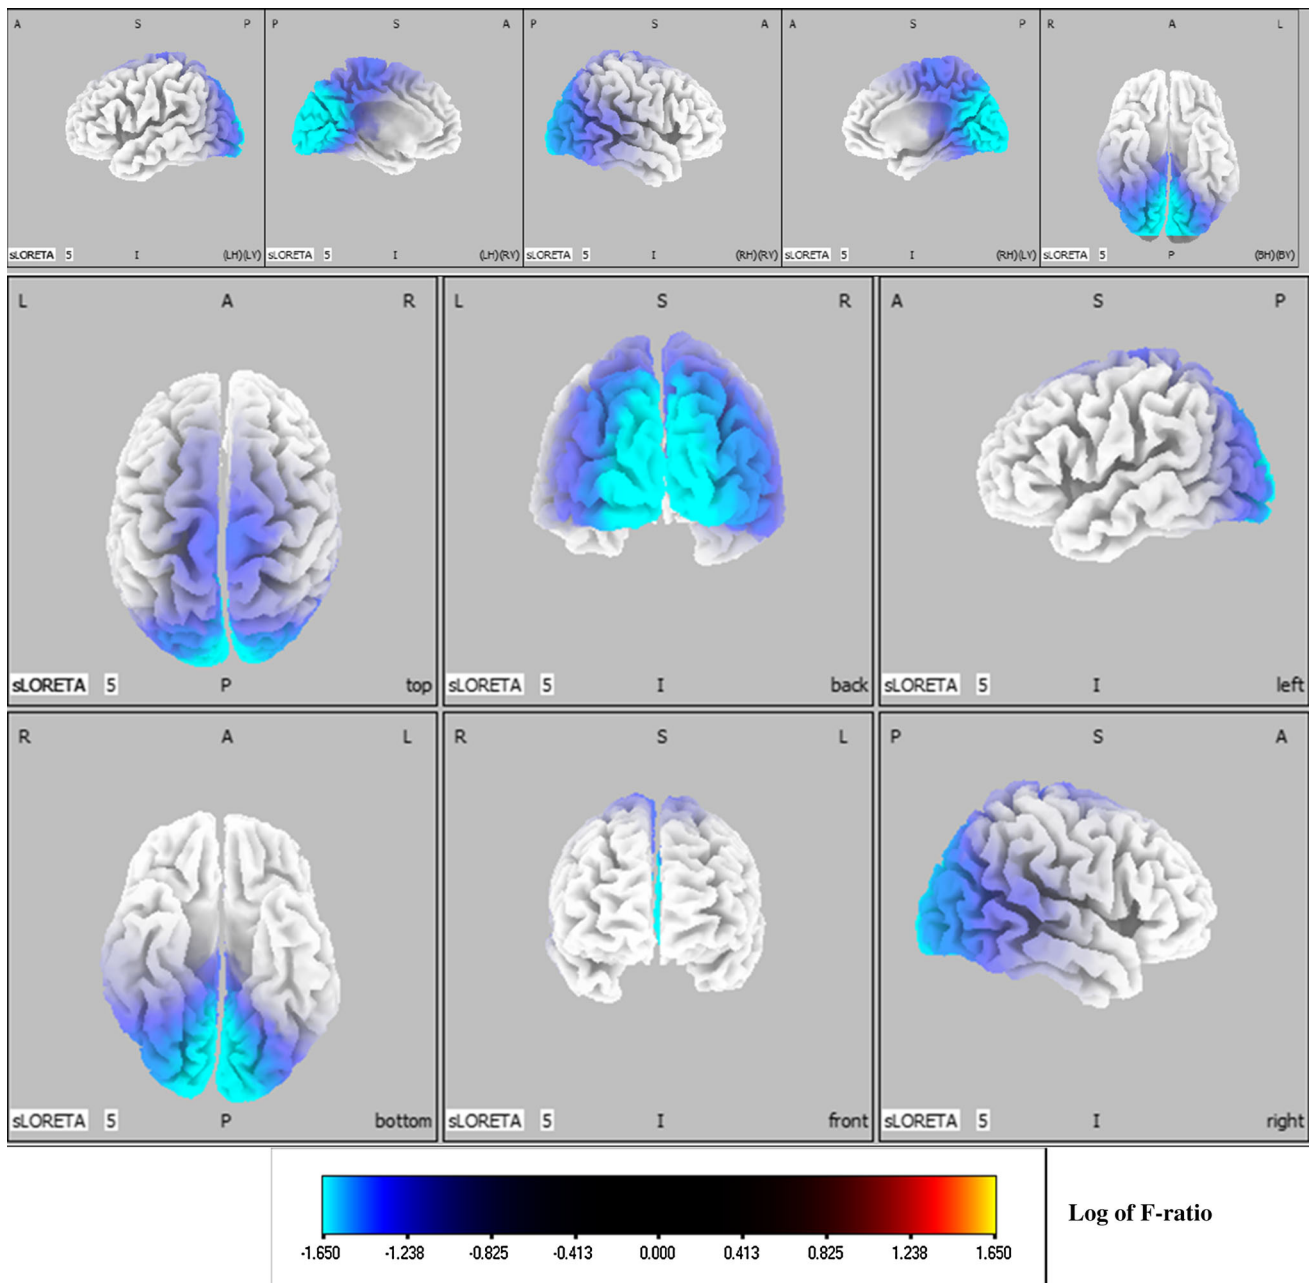 A S P P S A P S A A S P R A L
sLORETA 5 I (LH)(LY) sLORETA 5 I (LH)(RY) sLORETA 5 I (RH)(RY) sLORETA 5 I (RH)(LY) sLORETA 5 P (BH)(BV)
L A R L S R A S P
sLORETA 5 P top sLORETA 5 I back sLORETA 5 I left
R A L R S L P S A
sLORETA 5 P bottom sLORETA 5 I front sLORETA 5 I right
Log of F-ratio
-1.650 -1.238 -0.825 -0.413 0.000 0.413 0.825 1.238 1.650